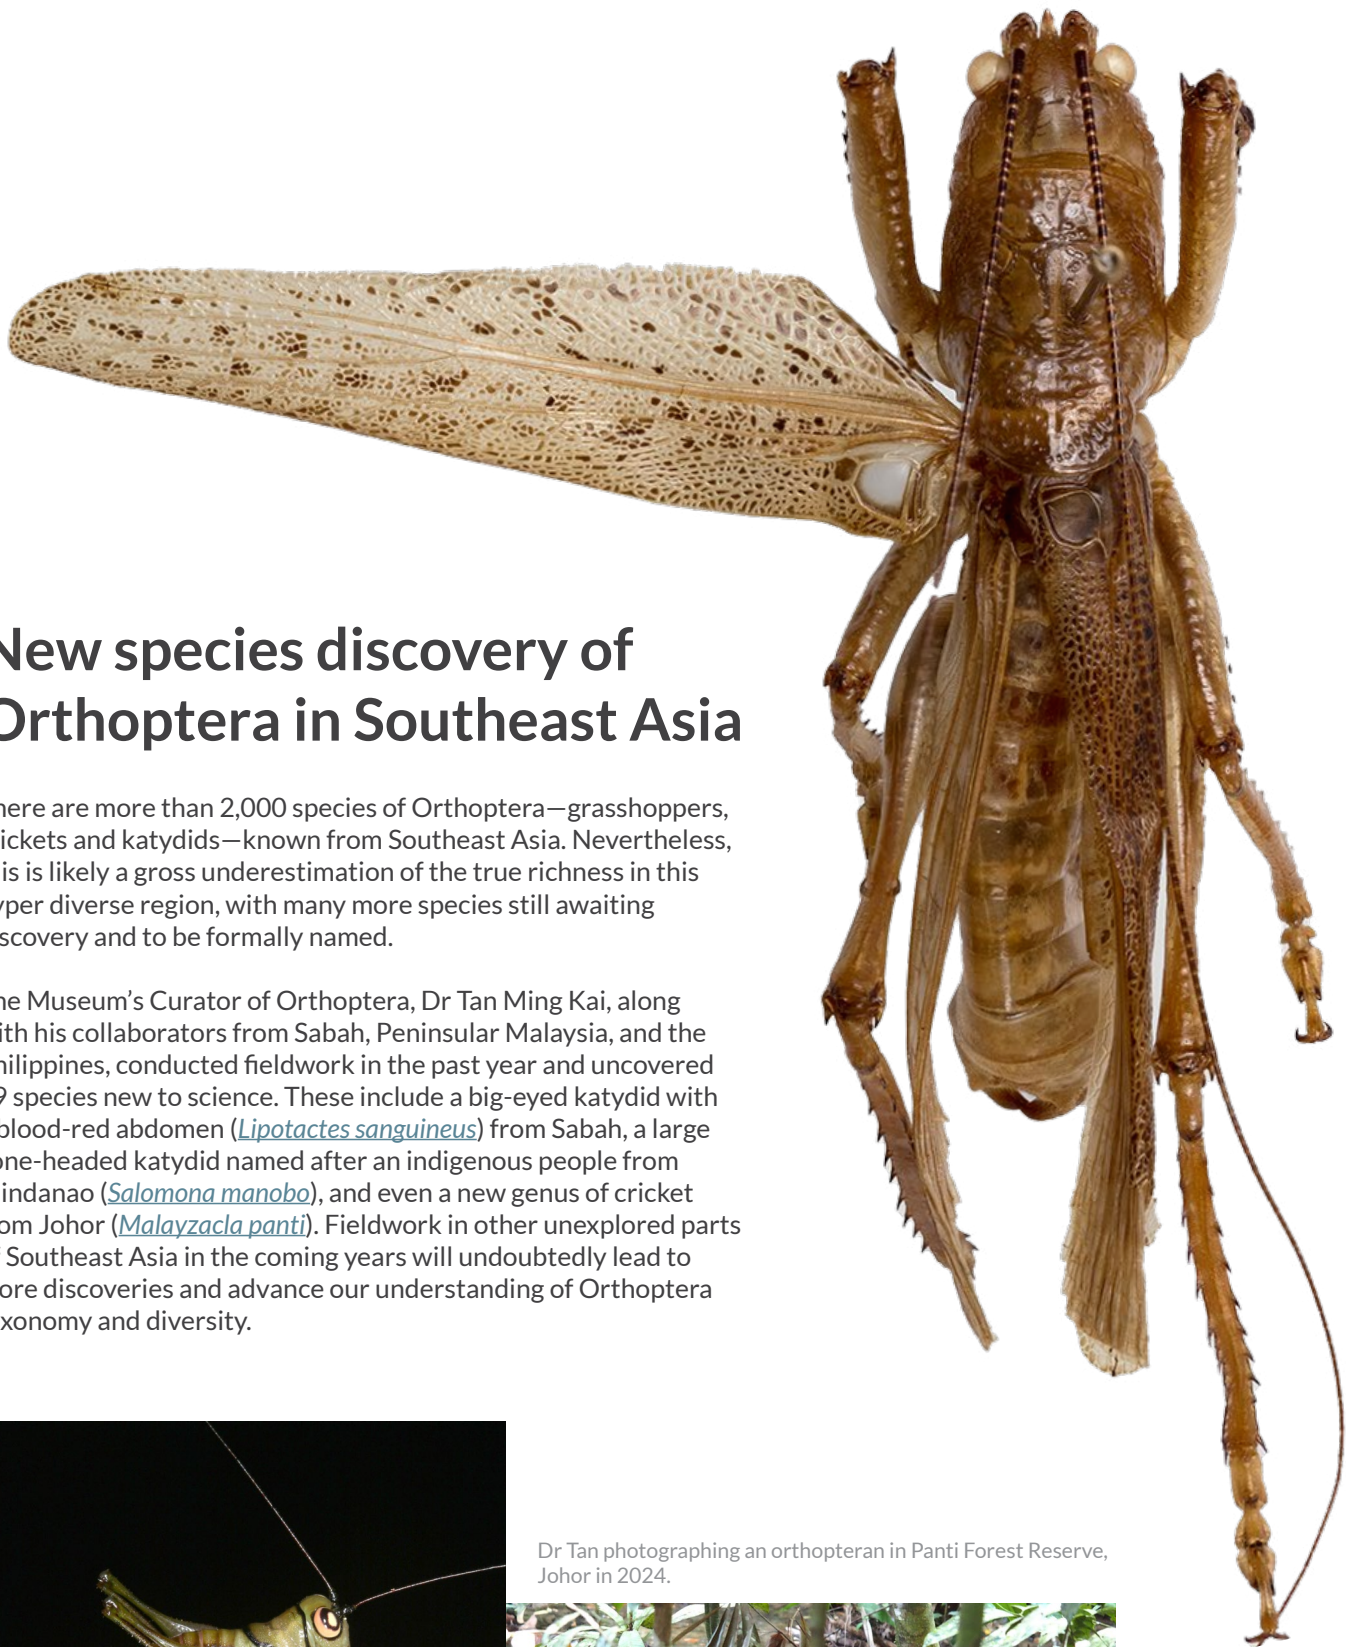 New species discovery of
Orthoptera in Southeast Asia
here are more than 2,000 species of Orthoptera—grasshoppers,
ickets and katydids—known from Southeast Asia. Nevertheless,
is is likely a gross underestimation of the true richness in this
yper diverse region, with many more species still awaiting
scovery and to be formally named.
he Museum’s Curator of Orthoptera, Dr Tan Ming Kai, along
ith his collaborators from Sabah, Peninsular Malaysia, and the
hilippines, conducted fieldwork in the past year and uncovered
9 species new to science. These include a big-eyed katydid with
blood-red abdomen (Lipotactes sanguineus) from Sabah, a large
one-headed katydid named after an indigenous people from
indanao (Salomona manobo), and even a new genus of cricket
om Johor (Malayzacla panti). Fieldwork in other unexplored parts
f Southeast Asia in the coming years will undoubtedly lead to
ore discoveries and advance our understanding of Orthoptera
xonomy and diversity.
Dr Tan photographing an orthopteran in Panti Forest Reserve,
Johor in 2024.